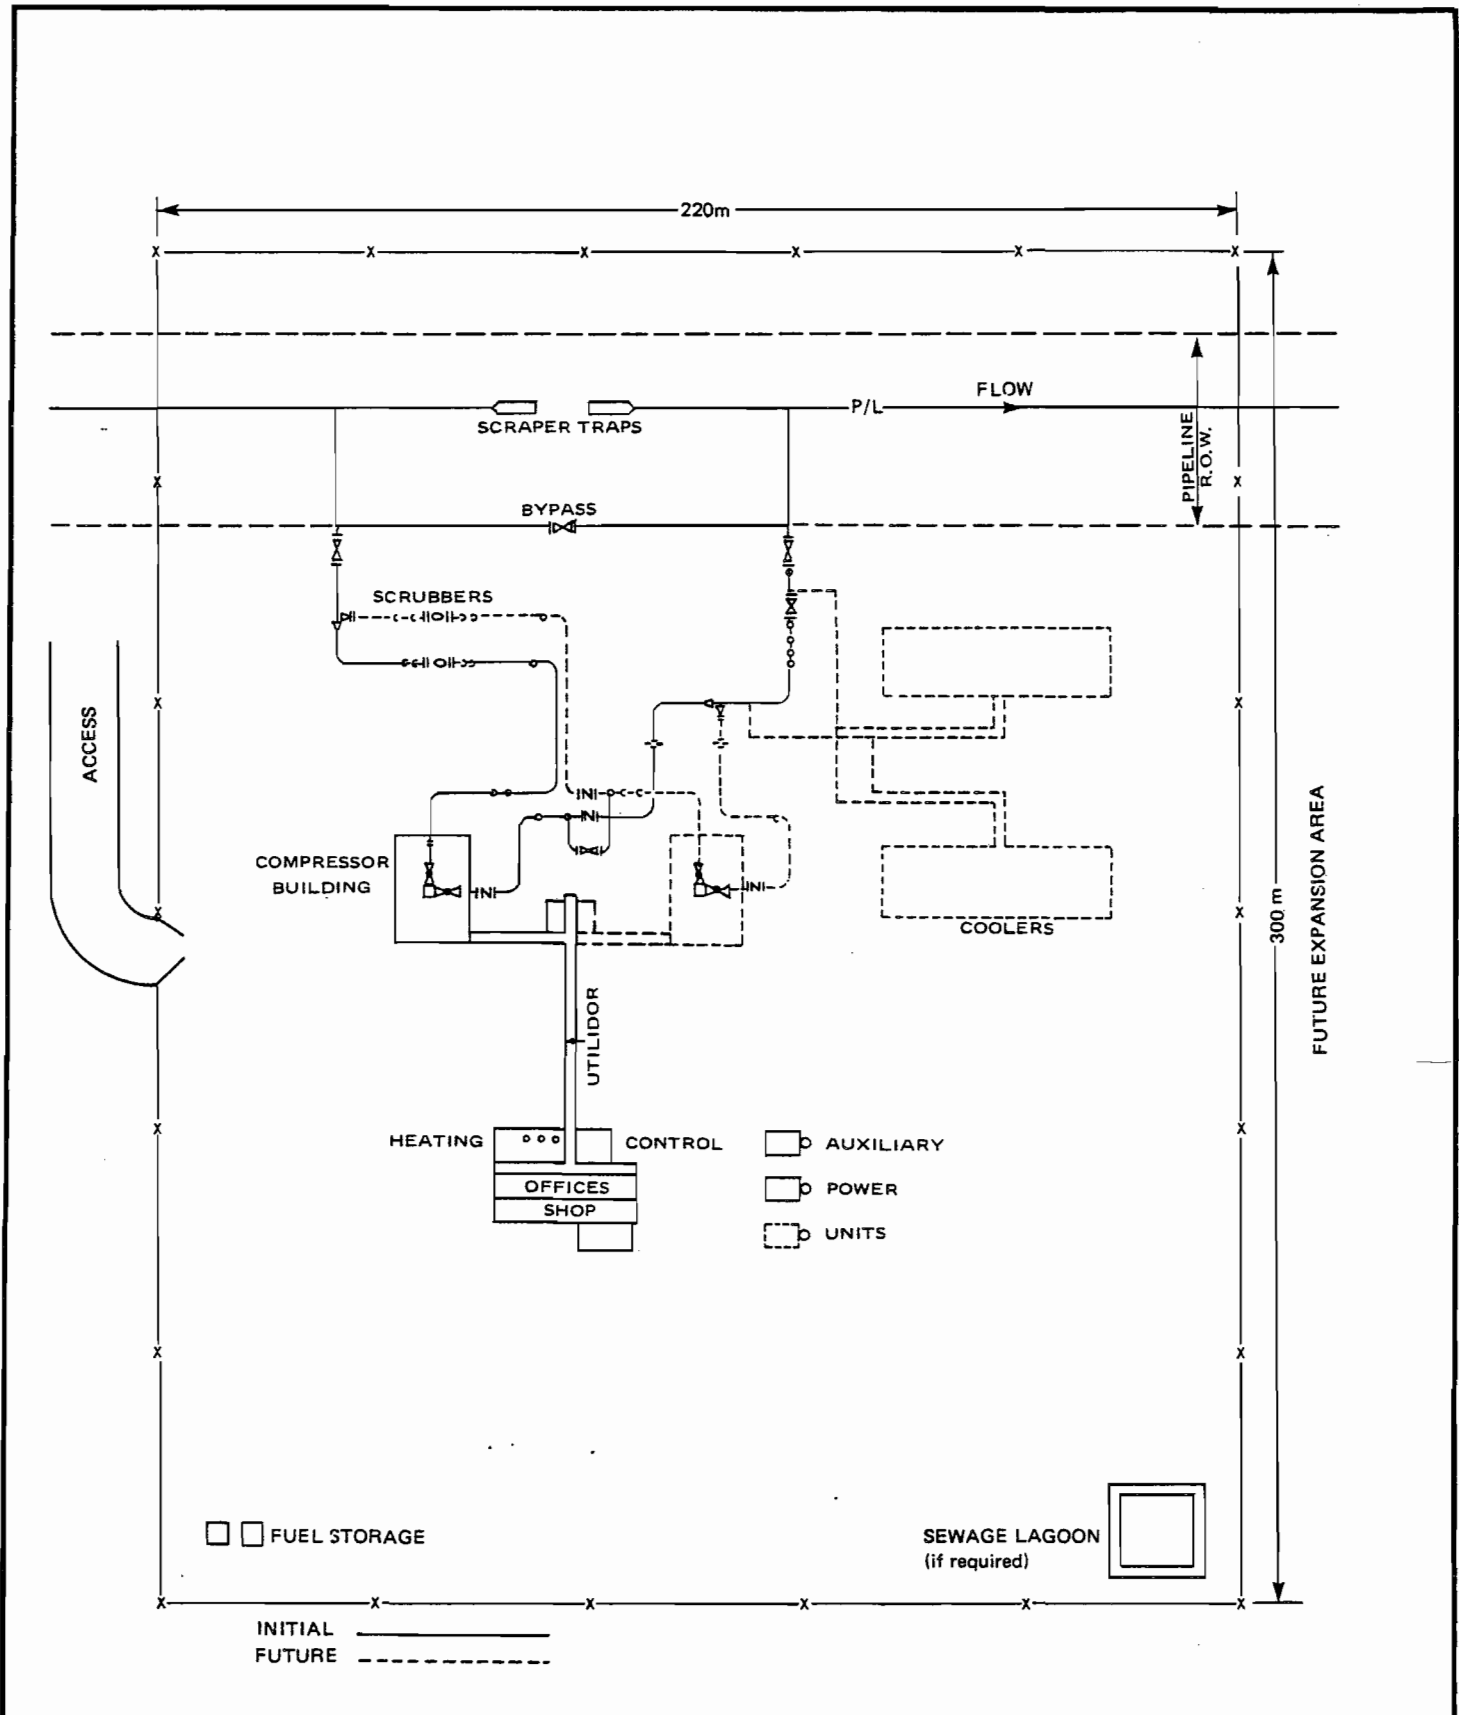 220m
FLOW
P/L
SCRAPER TRAPS
PIPELINE
R.O.W.
BYPASS
SCRUBBERS
ACCESS
COMPRESSOR
BUILDING
COOLERS
300 m
FUTURE EXPANSION AREA
UTILIDOR
HEATING
CONTROL
AUXILIARY
OFFICES
POWER
SHOP
UNITS
FUEL STORAGE
SEWAGE LAGOON
(if required)
INITIAL
FUTURE